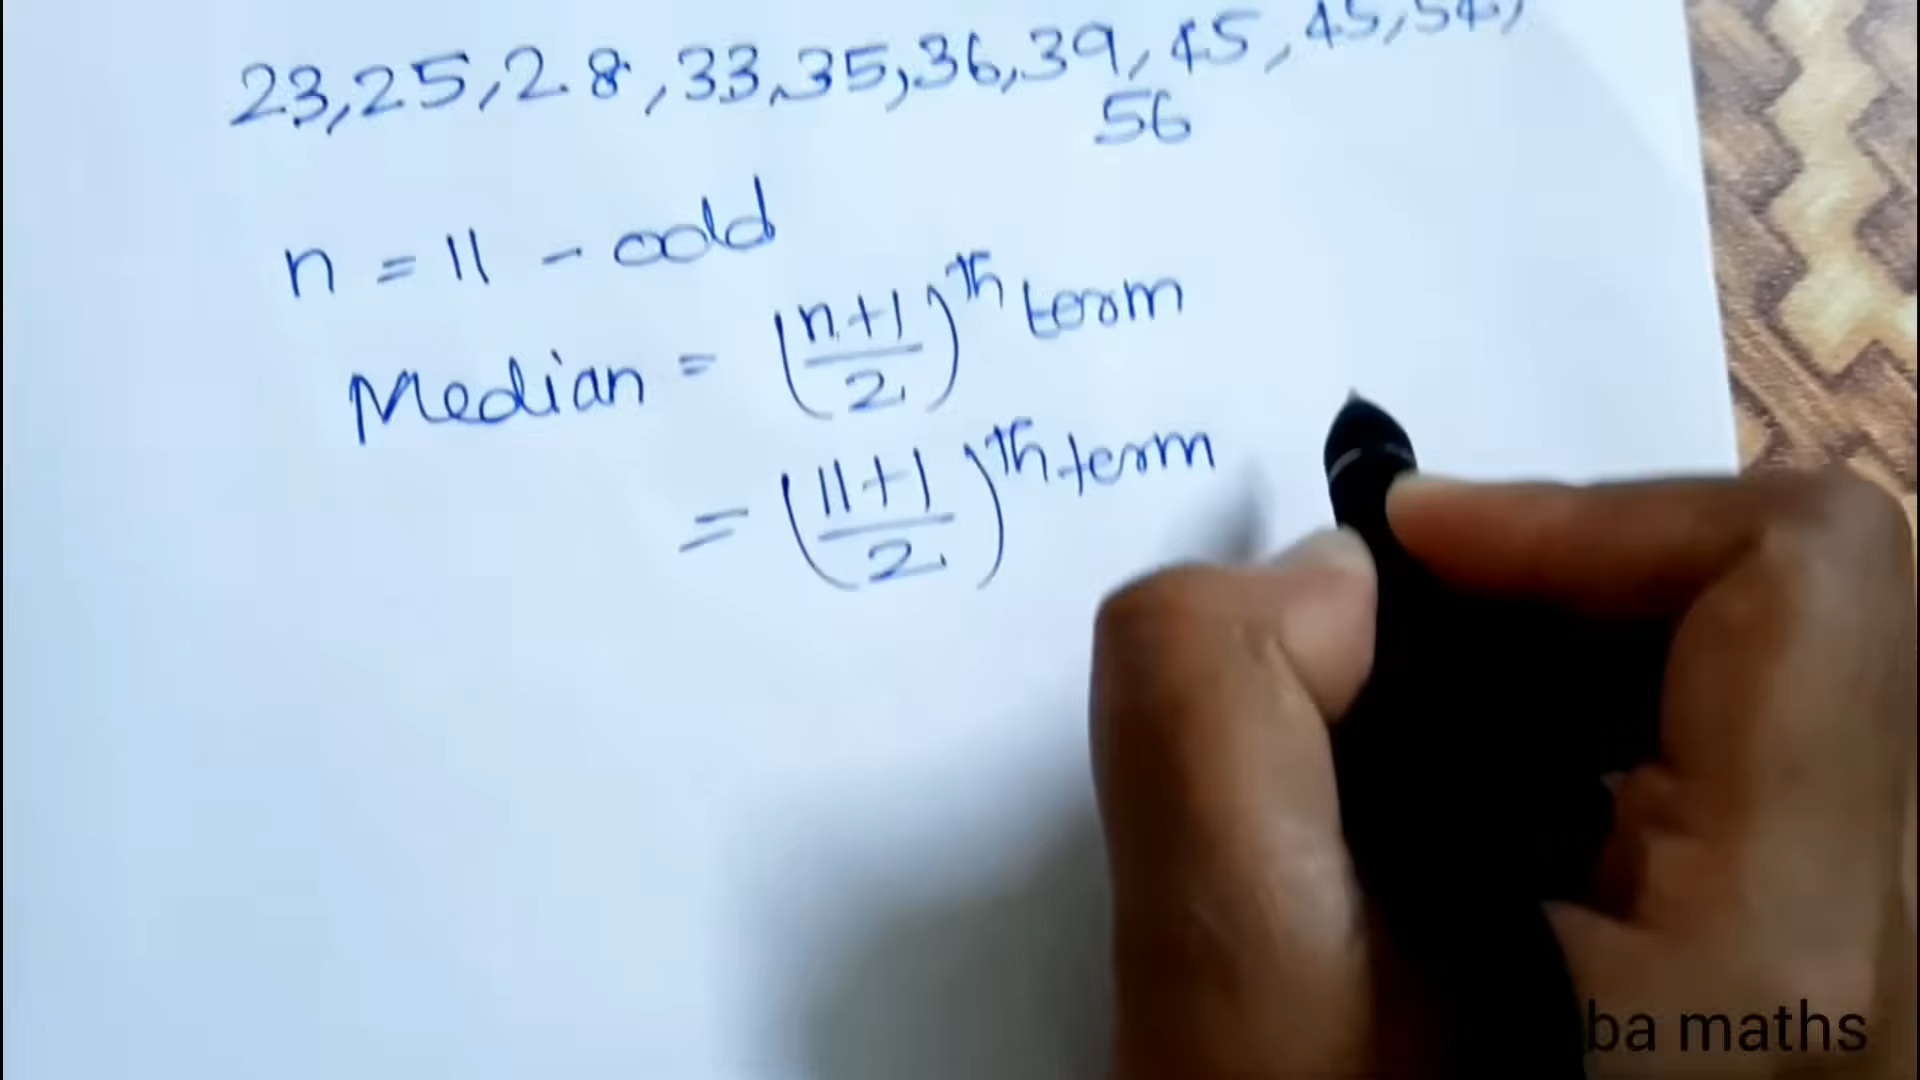 23,25,28,33,35,36,39,45,45,54,
56
n = 11 - odd
Median = (n+1/2)th term
= (11+1/2)th term
ba maths